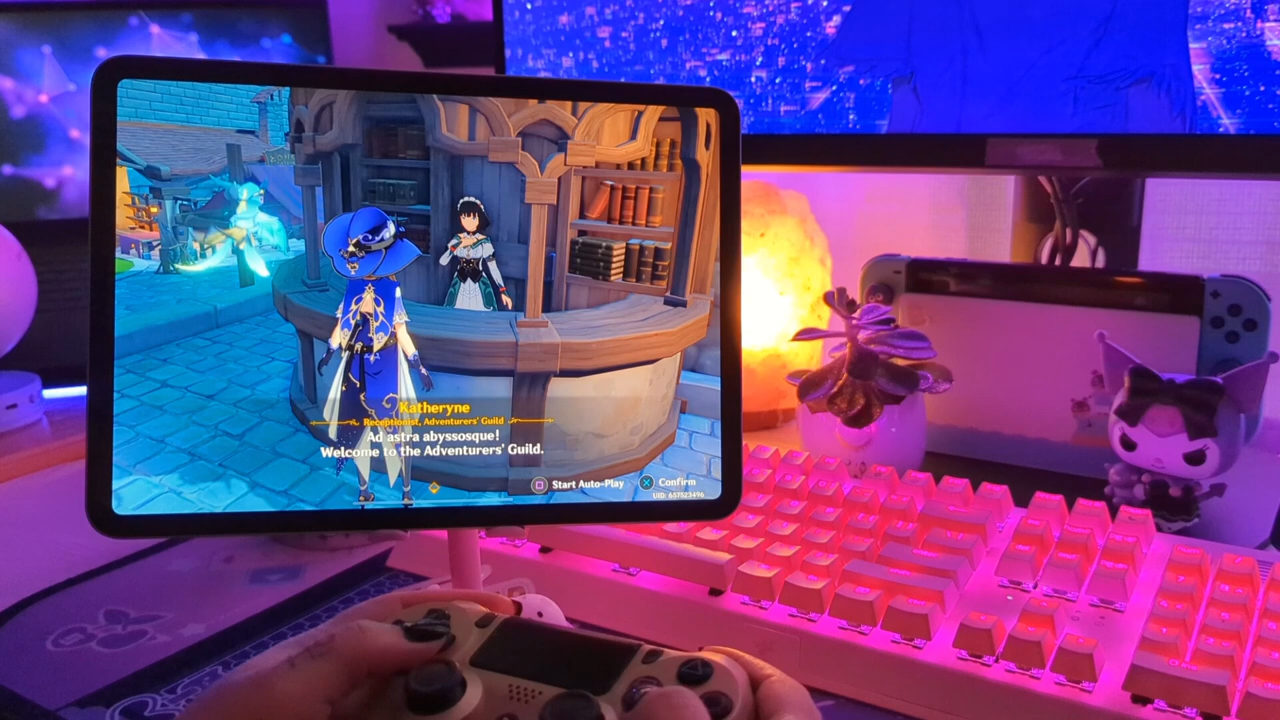 Katheryne
Receptionist, Adventurers' Guild
Ad astra abyssosque!
Welcome to the Adventurers' Guild.
Start Auto-Play
Confirm
UID: 657523496